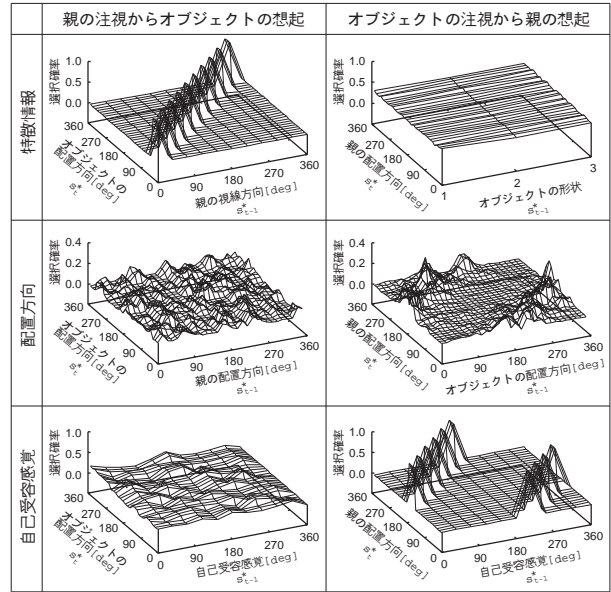 親の注視からオブジェクトの想起
オブジェクトの注視から親の想起
特徴情報
選択確率
1.0
0.5
0.0
360
270
180
90
0
オブジェクトの
配置方向[deg]
s*t
0
90
180
270
360
親の視線方向[deg]
s*t-1
選択確率
1.0
0.5
0.0
360
270
180
90
0
親の配置方向[deg]
s*t
1
2
3
オブジェクトの形状
s*t-1
配置方向
選択確率
0.4
0.2
0.0
360
270
180
90
0
オブジェクトの
配置方向[deg]
s*t
0
90
180
270
360
親の配置方向[deg]
s*t-1
選択確率
0.4
0.2
0.0
360
270
180
90
0
親の配置方向[deg]
s*t
0
90
180
270
360
オブジェクトの配置方向[deg]
s*t-1
自己受容感覚
選択確率
1.0
0.5
0.0
360
270
180
90
0
オブジェクトの
配置方向[deg]
s*t
0
90
180
270
360
自己受容感覚[deg]
s*t-1
選択確率
1.0
0.5
0.0
360
270
180
90
0
親の配置方向[deg]
s*t
0
90
180
270
360
自己受容感覚[deg]
s*t-1